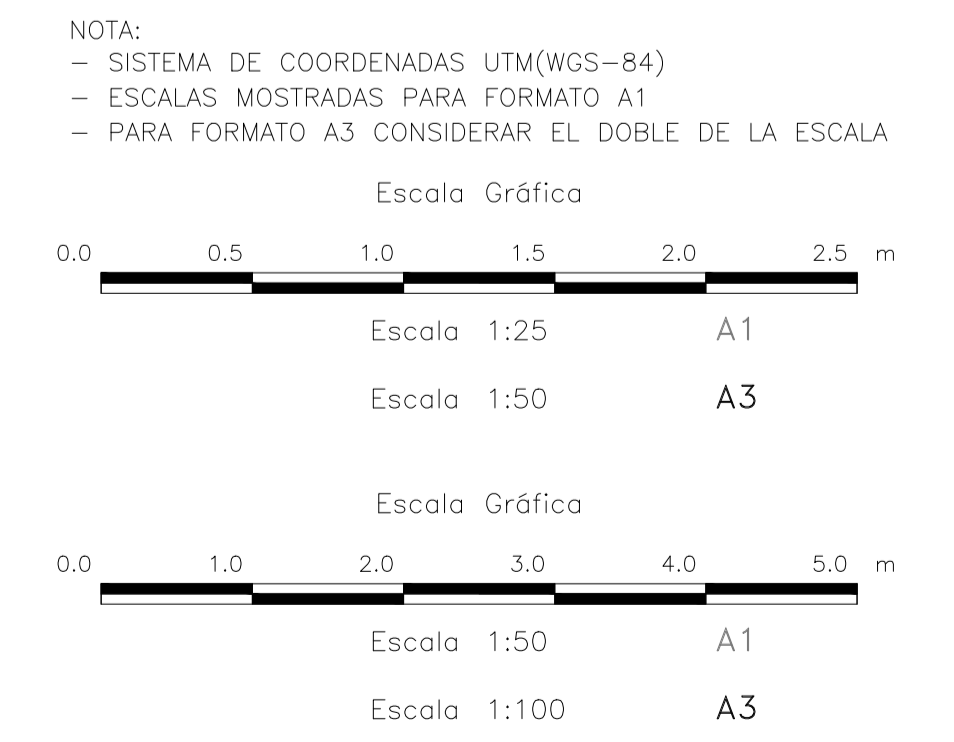 NOTA:
– SISTEMA DE COORDENADAS UTM(WGS–84)
– ESCALAS MOSTRADAS PARA FORMATO A1
– PARA FORMATO A3 CONSIDERAR EL DOBLE DE LA ESCALA
Escala Gráfica
0.0 0.5 1.0 1.5 2.0 2.5 m
Escala 1:25 A1
Escala 1:50 A3
Escala Gráfica
0.0 1.0 2.0 3.0 4.0 5.0 m
Escala 1:50 A1
Escala 1:100 A3